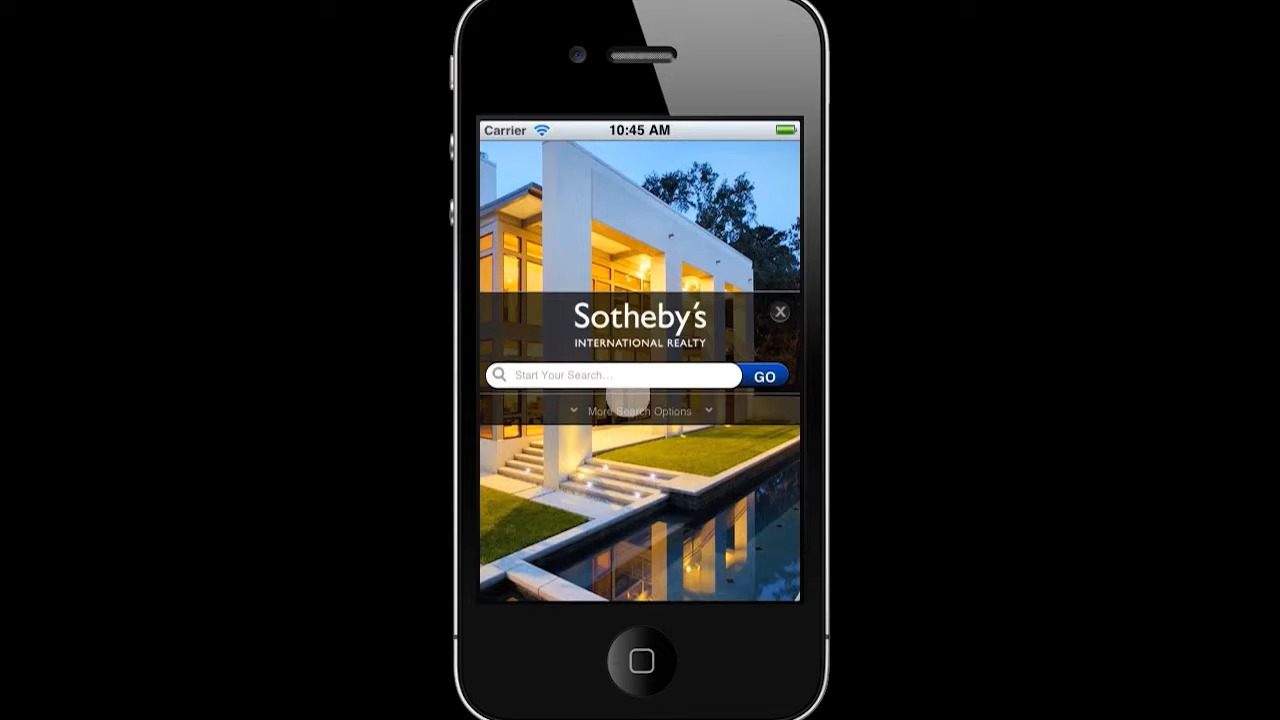 Carrier 10:45 AM
Sotheby's
INTERNATIONAL REALTY
Start Your Search... GO
More Search Options